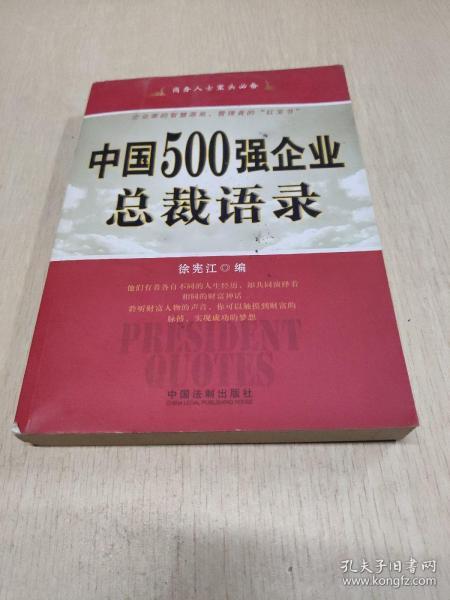 商务人士案头必备
企业家的智慧源泉，管理者的“红宝书”
中国500强企业
总裁语录
徐宪江◎编
他们有着各自不同的人生经历，却共同演绎着
相同的财富神话
聆听财富人物的声音，你可以触摸到财富的
脉搏，实现成功的梦想
PRESIDENT
QUOTES
中国法制出版社
CHINA LEGAL PUBLISHING HOUSE
孔夫子旧书网
www.kongfz.com